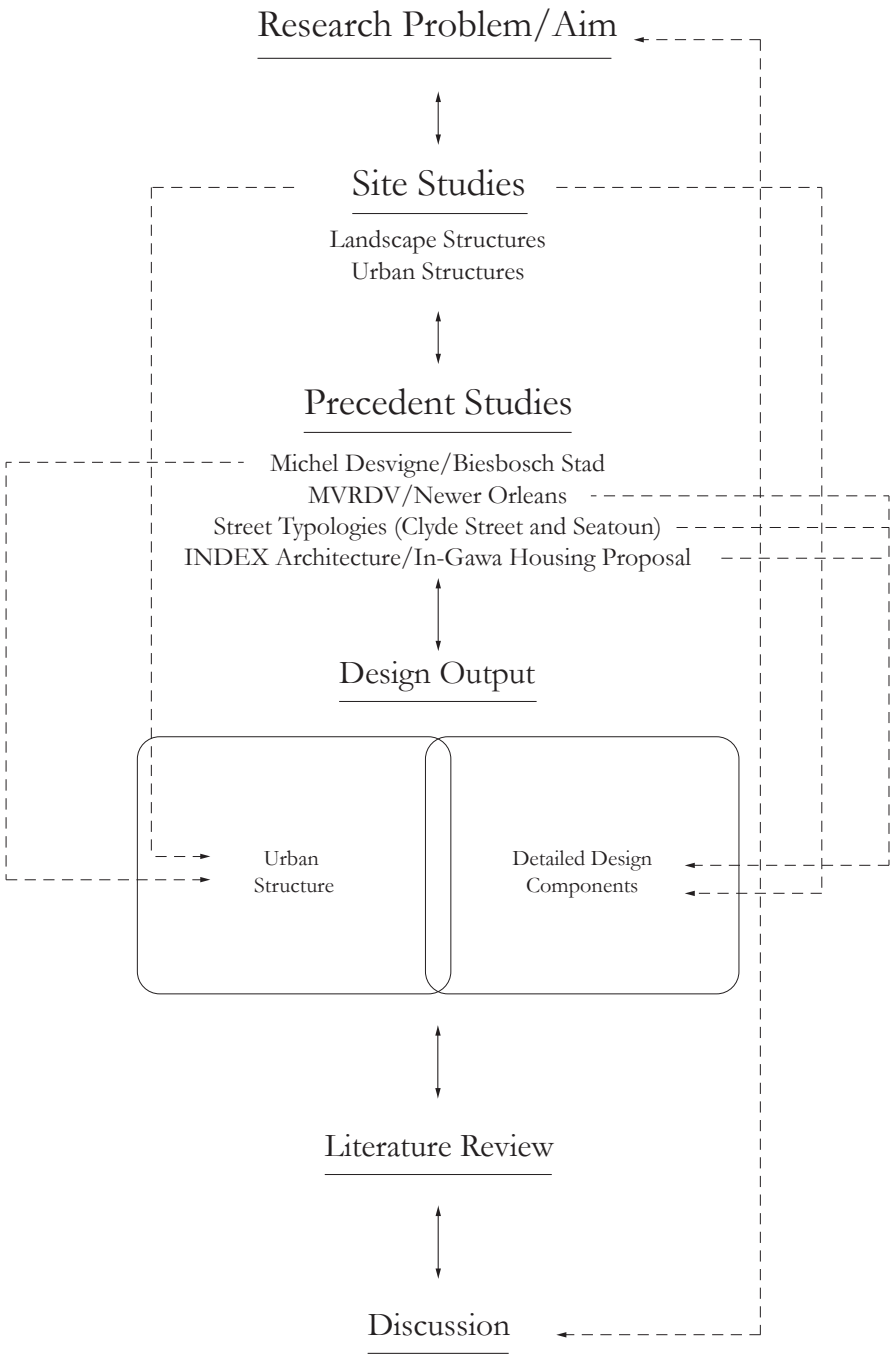 Research Problem/Aim
Site Studies
Landscape Structures
Urban Structures
Precedent Studies
Michel Desvigne/Biesbosch Stad
MVRDV/Newer Orleans
Street Typologies (Clyde Street and Seatoun)
INDEX Architecture/In-Gawa Housing Proposal
Design Output
Urban
Structure
Detailed Design
Components
Literature Review
Discussion